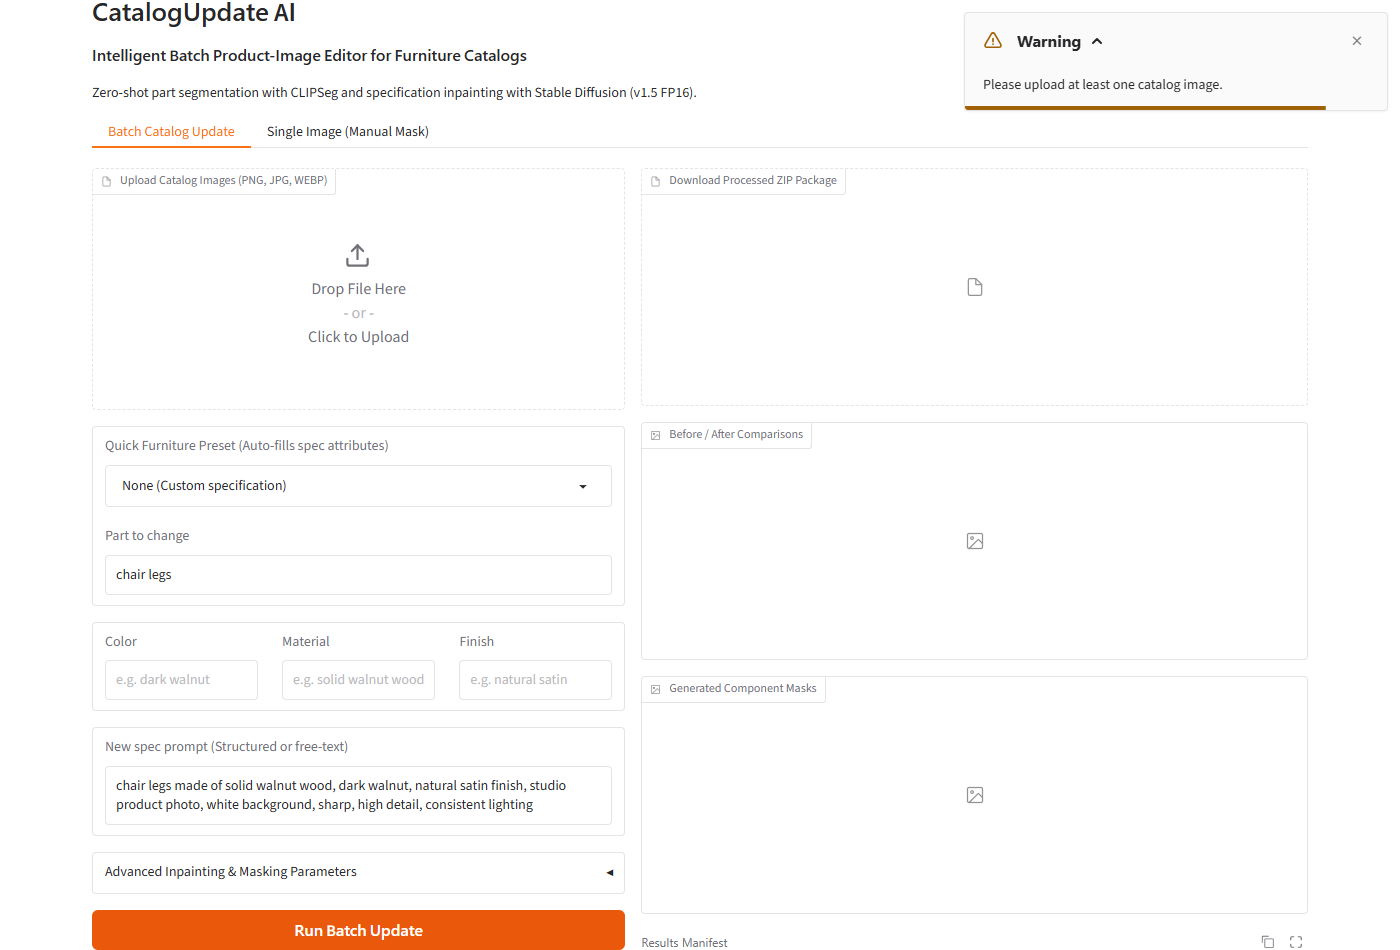 CatalogUpdate AI
Intelligent Batch Product-Image Editor for Furniture Catalogs
Zero-shot part segmentation with CLIPSeg and specification inpainting with Stable Diffusion (v1.5 FP16).
Warning
Please upload at least one catalog image.
Batch Catalog Update
Single Image (Manual Mask)
Upload Catalog Images (PNG, JPG, WEBP)
Drop File Here
- or -
Click to Upload
Quick Furniture Preset (Auto-fills spec attributes)
None (Custom specification)
Part to change
chair legs
Color
Material
Finish
e.g. dark walnut
e.g. solid walnut wood
e.g. natural satin
New spec prompt (Structured or free-text)
chair legs made of solid walnut wood, dark walnut, natural satin finish, studio
product photo, white background, sharp, high detail, consistent lighting
Advanced Inpainting & Masking Parameters
Run Batch Update
Download Processed ZIP Package
Before / After Comparisons
Generated Component Masks
Results Manifest